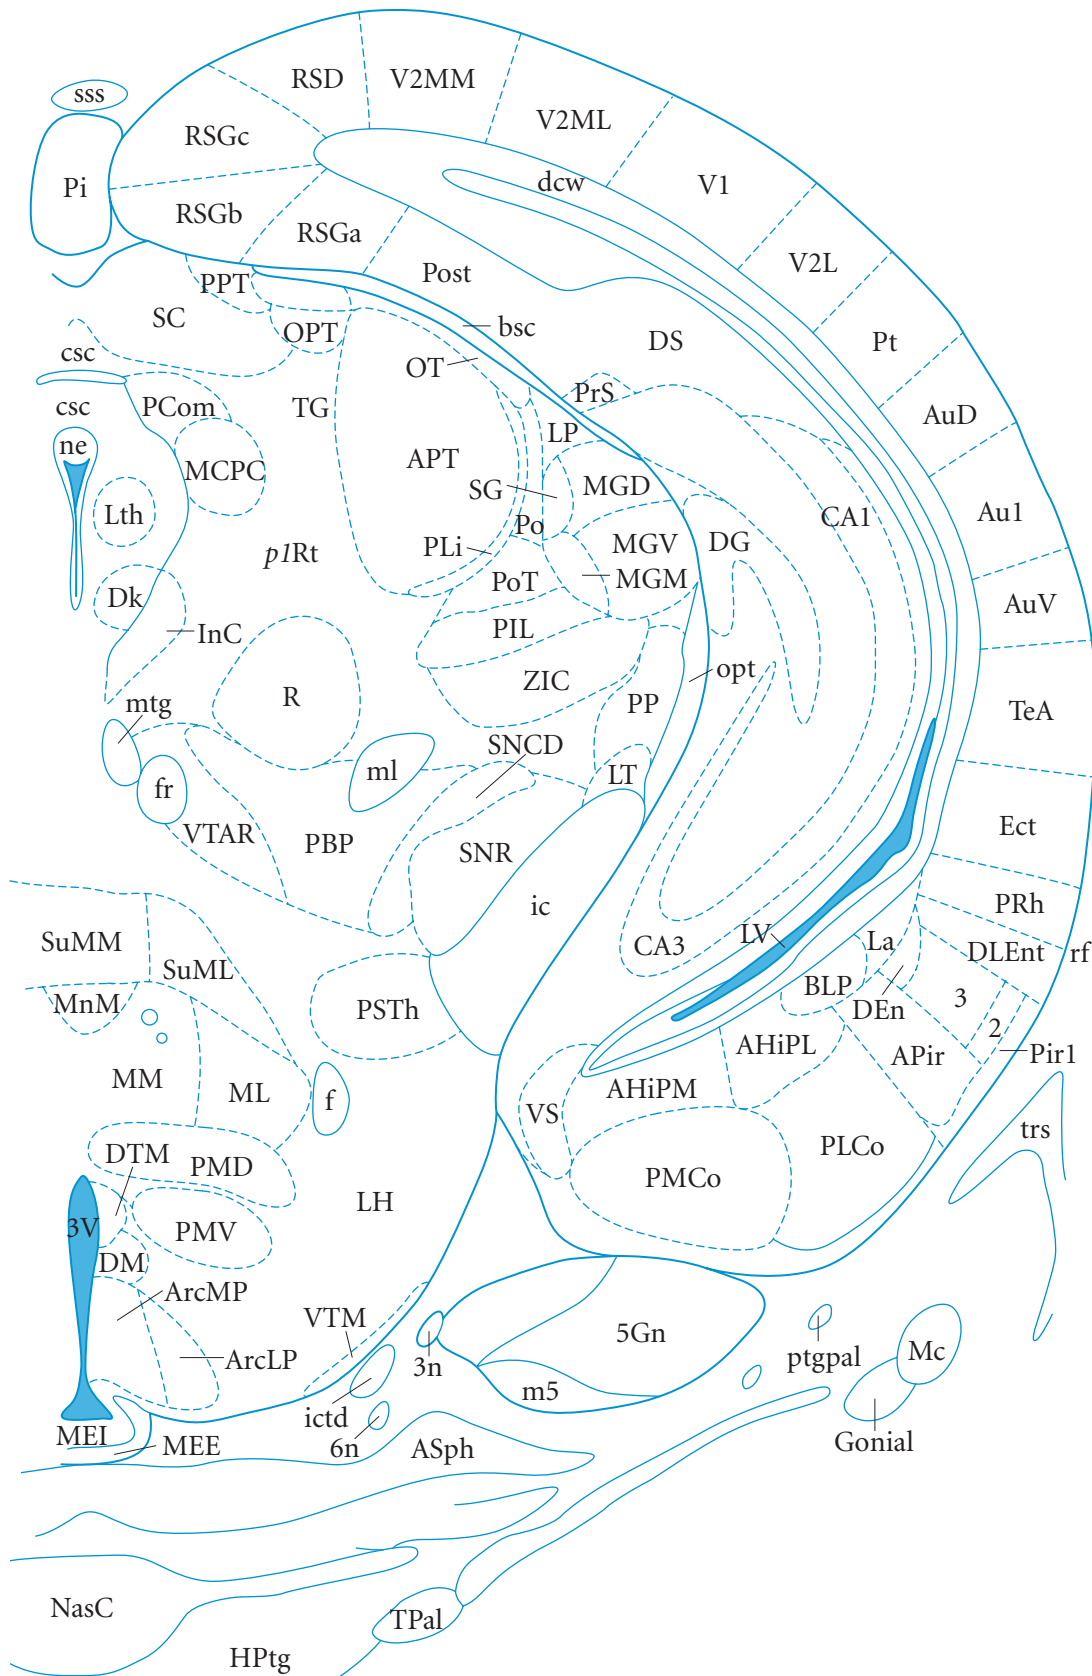 RSD
V2MM
sss
V2ML
RSGc
dcw
V1
Pi
RSGb
RSGa
V2L
Post
PPT
SC
bsc
OPT
DS
Pt
csc
OT
PrS
csc
PCom
TG
AuD
ne
LP
MCPC
APT
SG
MGD
Lth
Po
CA1
Au1
p1Rt
PLi
MGV
DG
PoT
MGM
Dk
AuV
InC
PIL
ZIC
opt
R
PP
mtg
TeA
SNCD
ml
LT
fr
VTAR
PBP
SNR
Ect
ic
PRh
SuMM
LV
La
CA3
DLEnt
rf
SuML
BLP
MnM
PSTh
DEn
3
2
AHiPL
APir
Pir1
MM
ML
f
AHiPM
VS
trs
DTM
PMD
PLCo
PMCo
LH
3V
PMV
DM
ArcMP
VTM
5Gn
ArcLP
3n
ptgpal
Mc
m5
ictd
MEI
MEE
6n
ASph
Gonial
NasC
TPal
HPtg